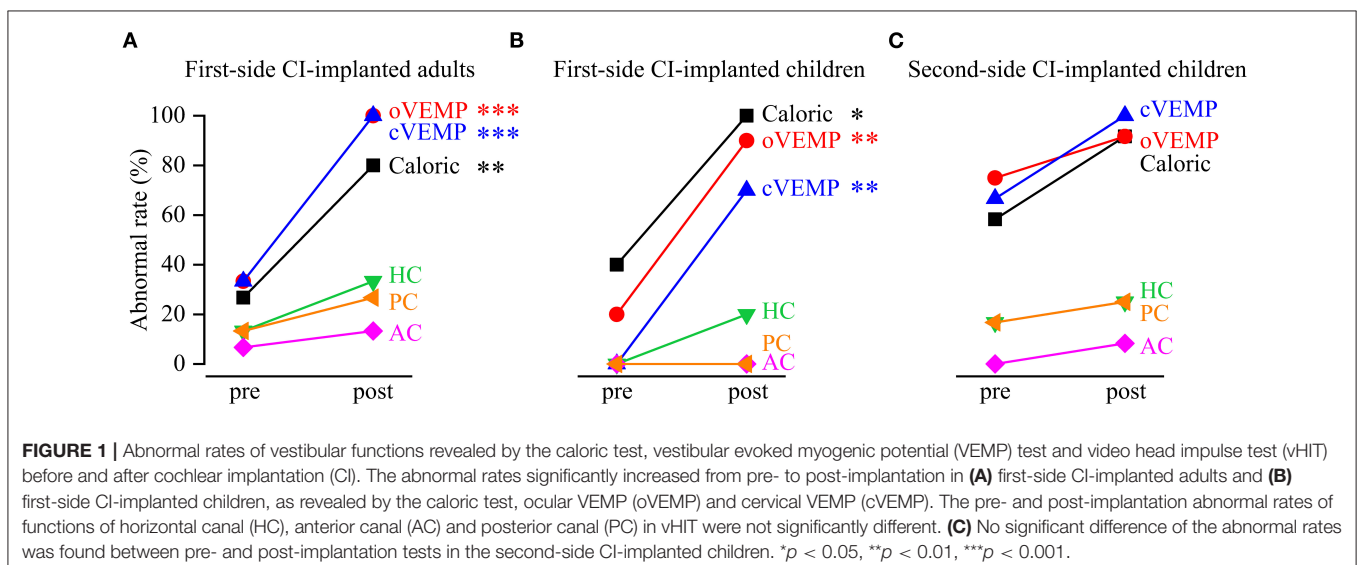 A
B
C
First-side CI-implanted adults
First-side CI-implanted children
Second-side CI-implanted children
Abnormal rate (%)
100
80
60
40
20
0
oVEMP ***
cVEMP ***
Caloric **
HC
PC
AC
pre
post
Caloric *
oVEMP **
cVEMP **
HC
PC
AC
pre
post
cVEMP
oVEMP
Caloric
HC
PC
AC
pre
post
FIGURE 1 | Abnormal rates of vestibular functions revealed by the caloric test, vestibular evoked myogenic potential (VEMP) test and video head impulse test (vHIT)
before and after cochlear implantation (CI). The abnormal rates significantly increased from pre- to post-implantation in (A) first-side CI-implanted adults and (B)
first-side CI-implanted children, as revealed by the caloric test, ocular VEMP (oVEMP) and cervical VEMP (cVEMP). The pre- and post-implantation abnormal rates of
functions of horizontal canal (HC), anterior canal (AC) and posterior canal (PC) in vHIT were not significantly different. (C) No significant difference of the abnormal rates
was found between pre- and post-implantation tests in the second-side CI-implanted children. *p < 0.05, **p < 0.01, ***p < 0.001.